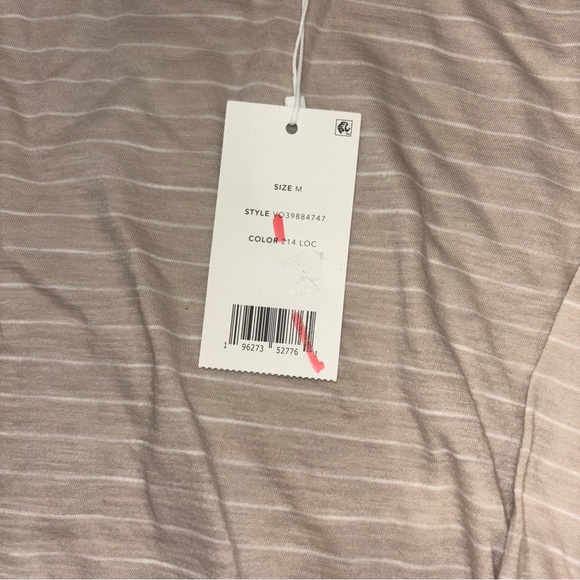 SIZE M
STYLE VO39884747
COLOR 214 LOC
1 96273 52776